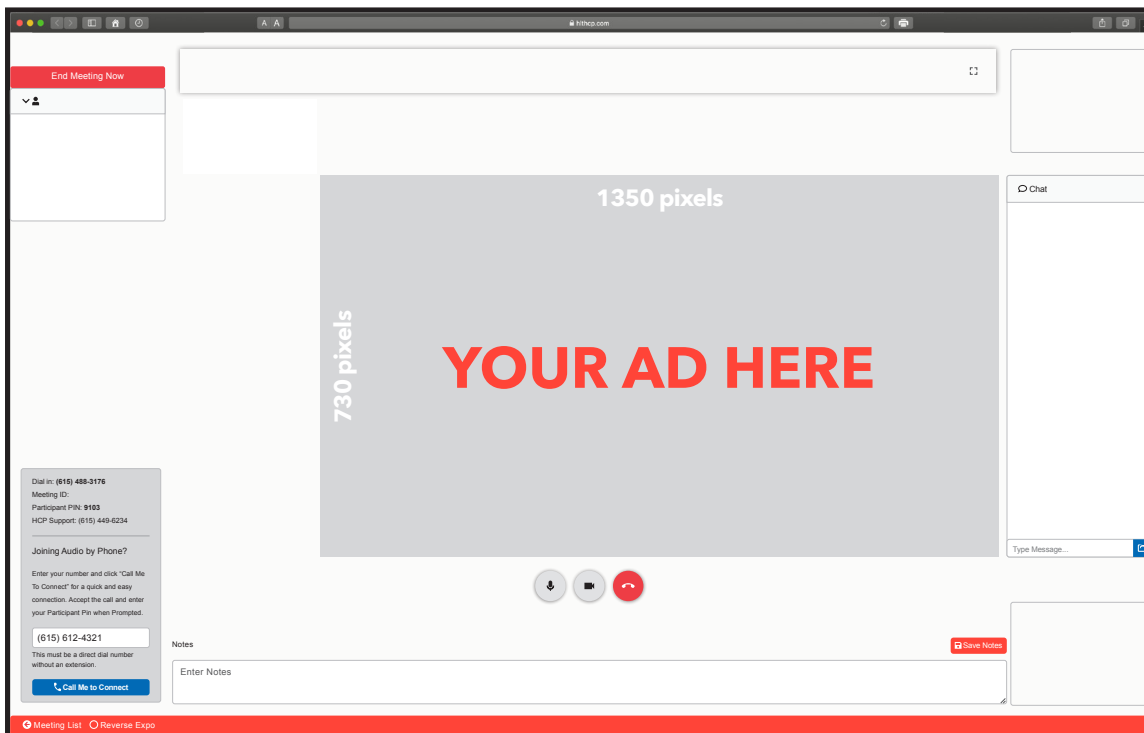 A A
hithcp.com
End Meeting Now
1350 pixels
730 pixels
YOUR AD HERE
Chat
Type Message...
Dial in: (615) 488-3176
Meeting ID:
Participant PIN: 9103
HCP Support: (615) 449-6234
Joining Audio by Phone?
Enter your number and click "Call Me
To Connect" for a quick and easy
connection. Accept the call and enter
your Participant Pin when Prompted.
(615) 612-4321
This must be a direct dial number
without an extension.
Call Me to Connect
Notes
Save Notes
Enter Notes
Meeting List Reverse Expo